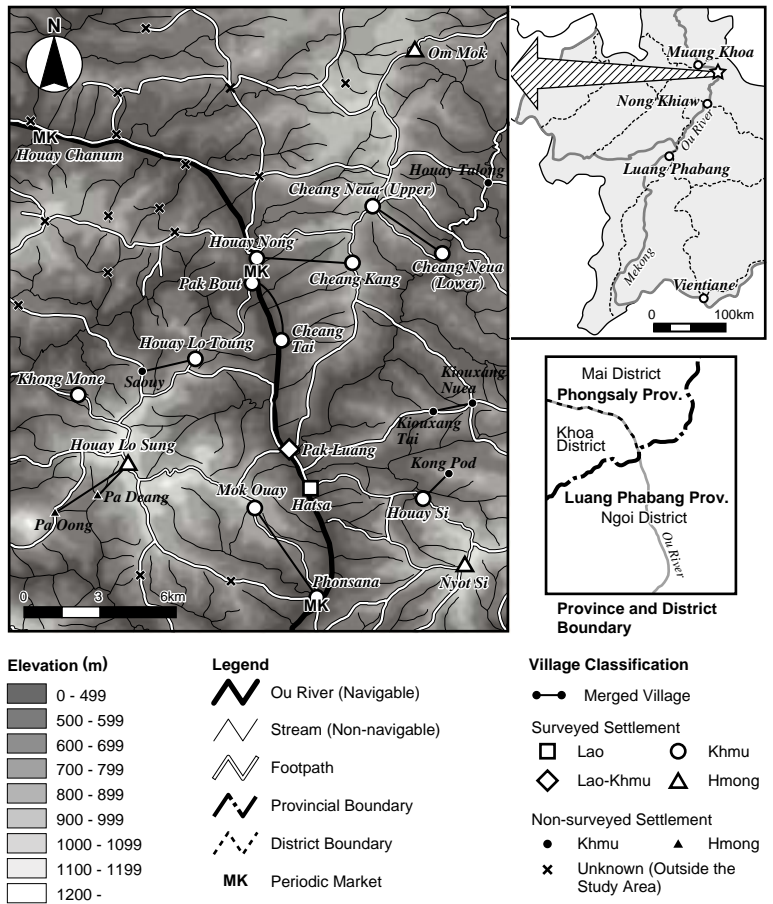 N
Om Mok
MK
Houay Chanum
Houay Talong
Cheang Neua (Upper)
Houay Nong
MK
Pak Bout
Cheang Kang
Cheang Neua
(Lower)
Cheang
Tai
Houay Lo Toung
Saouy
Khong Mone
Kiouxang
Nuea
Kiouxang
Tai
Houay Lo Sung
Pak Luang
Kong Pod
Pa Deang
Mok Ouay
Hatsa
Houay Si
Pa Oong
Phonsana
MK
Nyot Si
0 3 6km
Muang Khoa
Nong Khiaw
Ou River
Luang Phabang
Mekong
Vientiane
0 100km
Mai District
Phongsaly Prov.
Khoa
District
Luang Phabang Prov.
Ngoi District
Ou River
Province and District
Boundary
Elevation (m)
0 - 499
500 - 599
600 - 699
700 - 799
800 - 899
900 - 999
1000 - 1099
1100 - 1199
1200 -
Legend
Ou River (Navigable)
Stream (Non-navigable)
Footpath
Provincial Boundary
District Boundary
MK Periodic Market
Village Classification
Merged Village
Surveyed Settlement
Lao Khmu
Lao-Khmu Hmong
Non-surveyed Settlement
Khmu Hmong
Unknown (Outside the
Study Area)